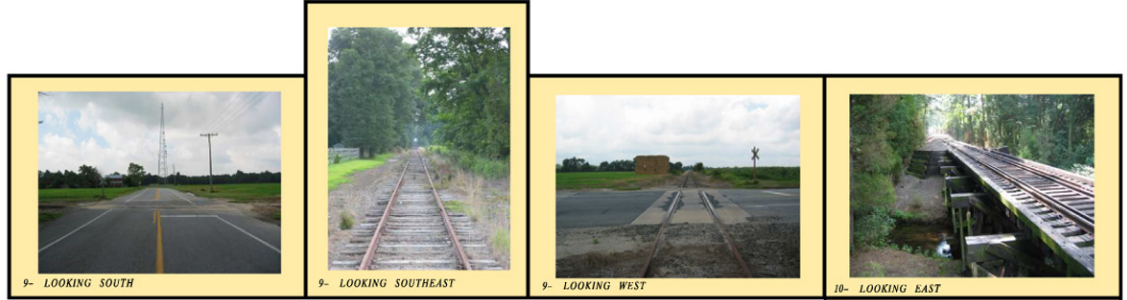 9- LOOKING SOUTH
9- LOOKING SOUTHEAST
9- LOOKING WEST
10- LOOKING EAST